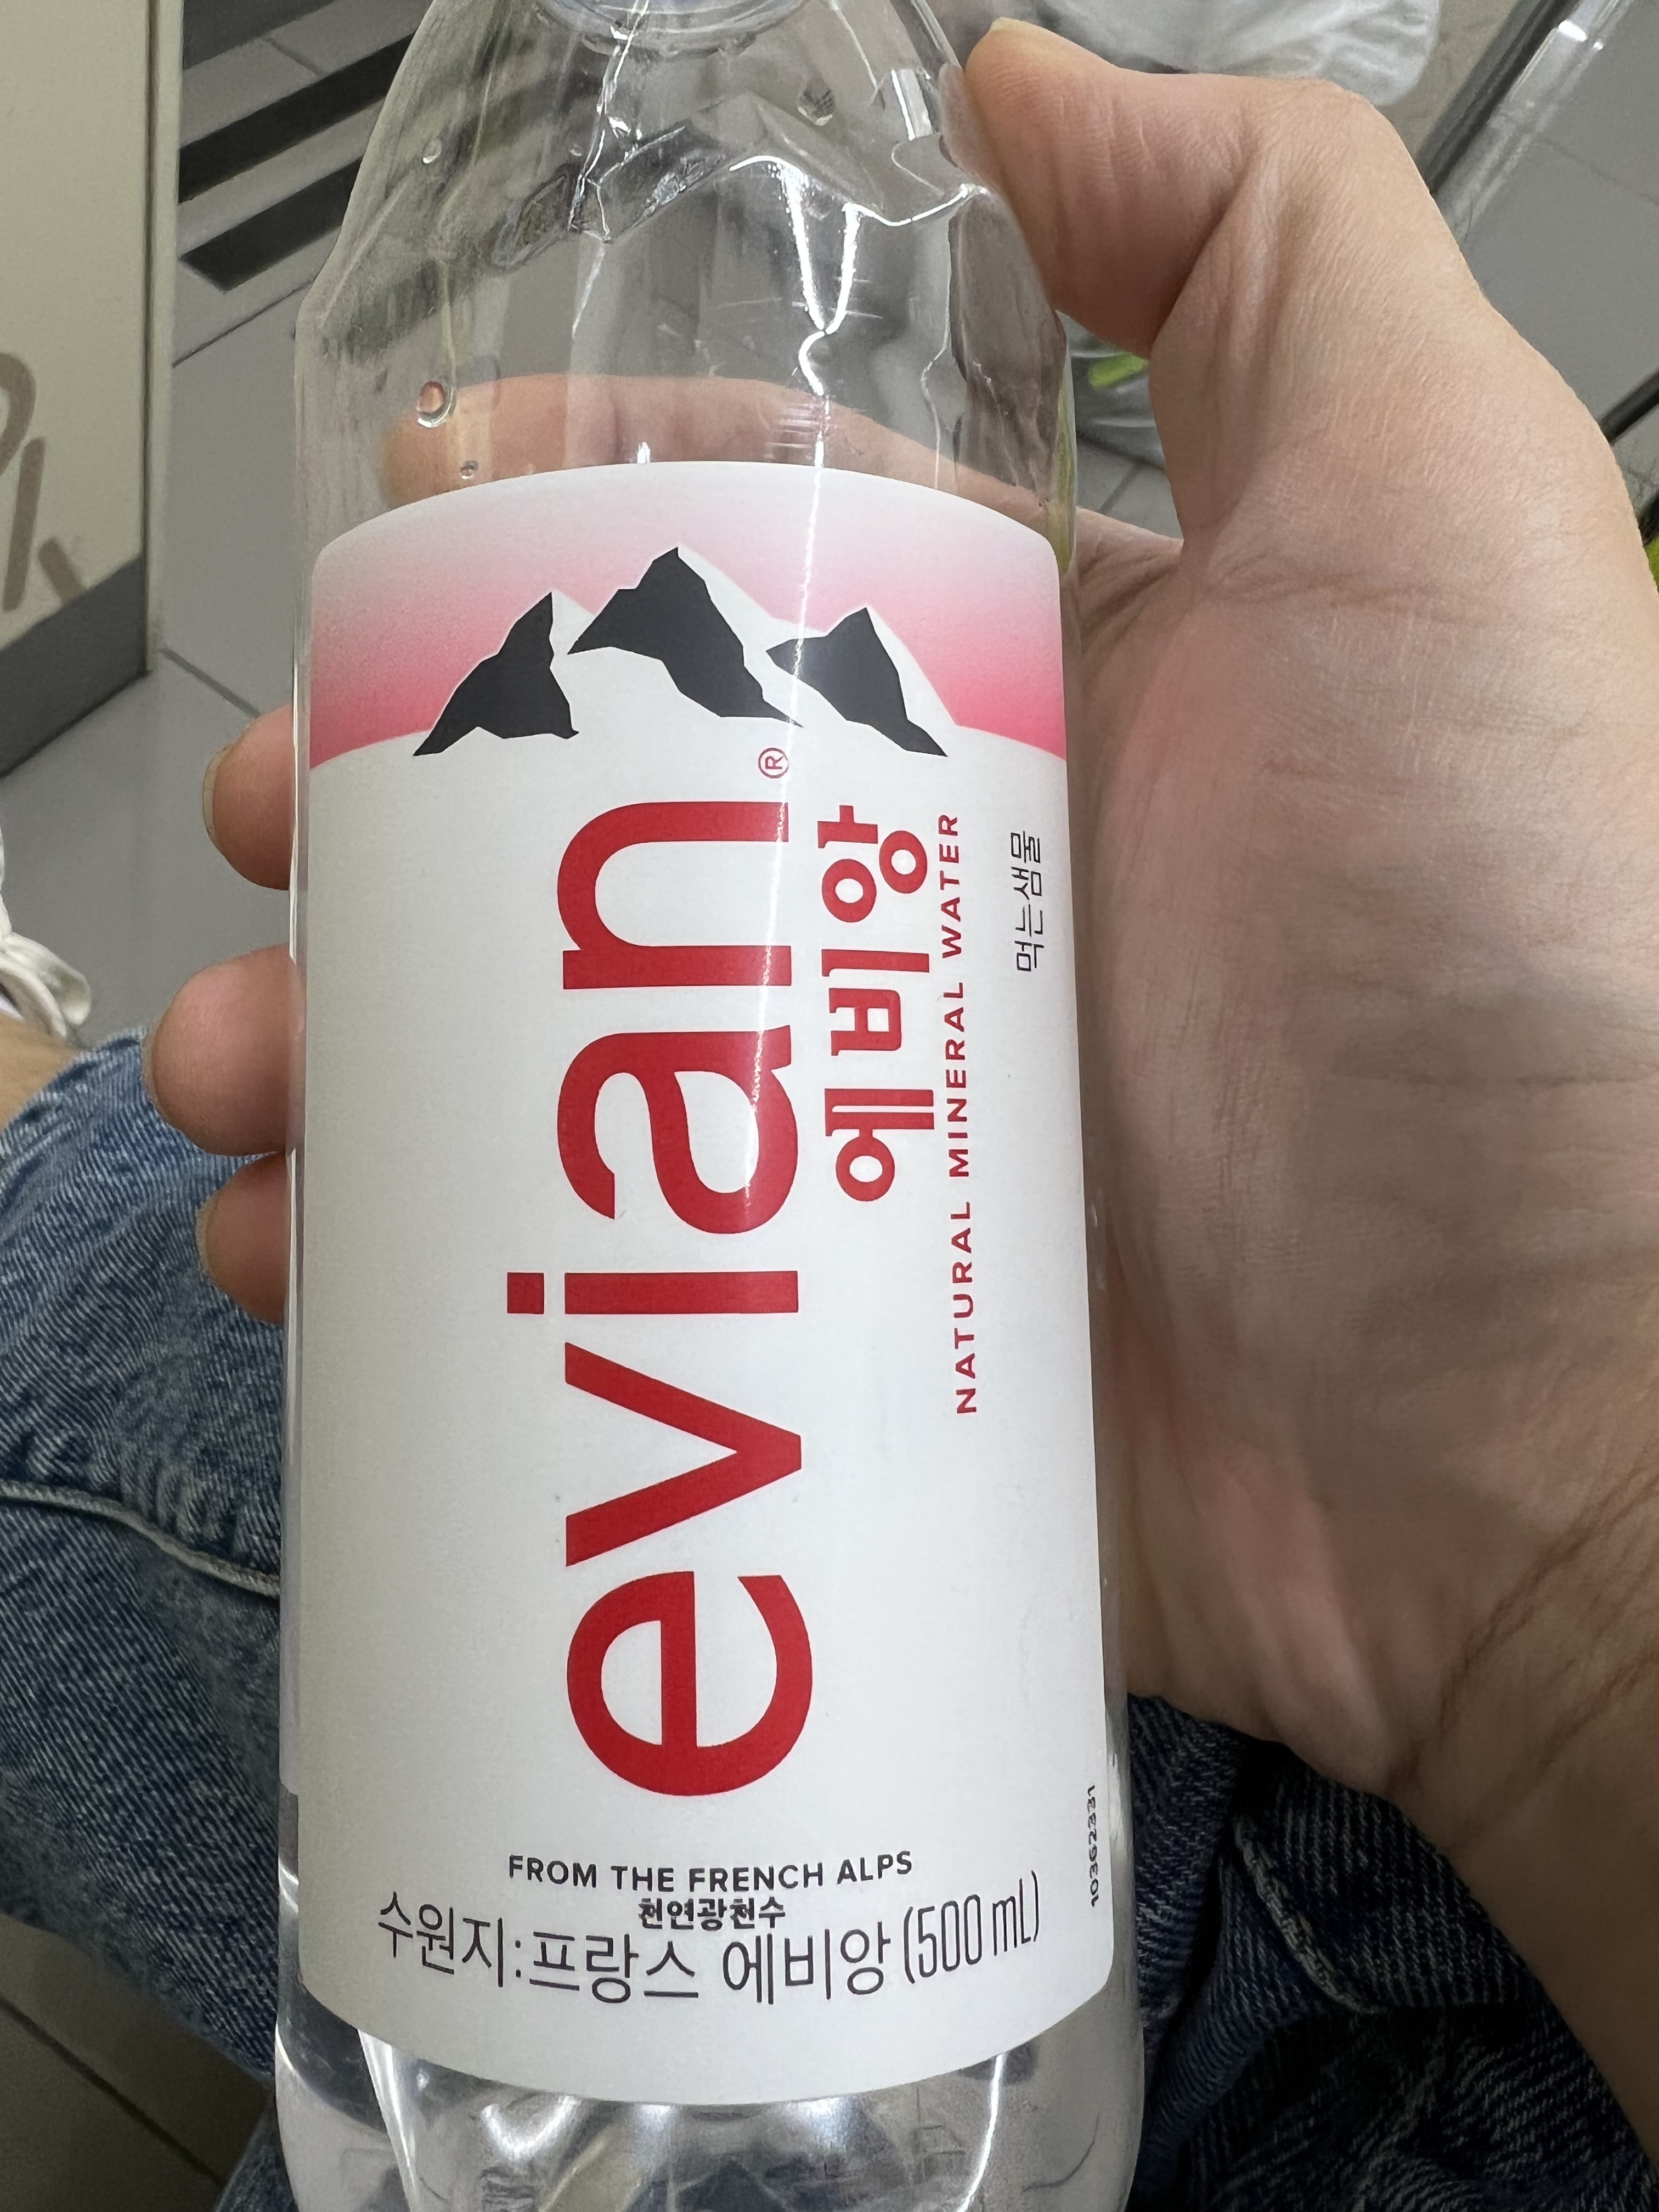 evian®
에비앙
NATURAL MINERAL WATER
먹는샘물
FROM THE FRENCH ALPS
천연광천수
수원지:프랑스 에비앙 (500 mL)
10362331